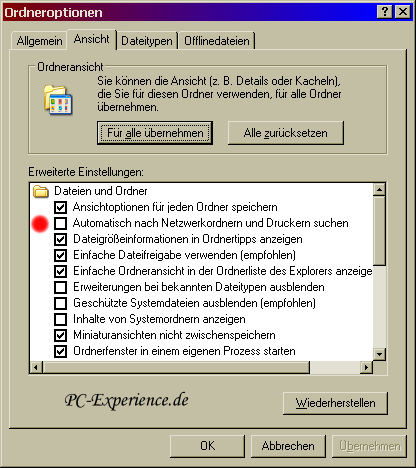 Ordneroptionen
Allgemein Ansicht Dateitypen Offlinedateien
Ordneransicht
Sie können die Ansicht (z. B. Details oder Kacheln),
die Sie für diesen Ordner verwenden, für alle Ordner
übernehmen.
Für alle übernehmen Alle zurücksetzen
Erweiterte Einstellungen:
Dateien und Ordner
Ansichtoptionen für jeden Ordner speichern
Automatisch nach Netzwerkordnern und Druckern suchen
Dateigrößeinformationen in Ordnertipps anzeigen
Einfache Dateifreigabe verwenden (empfohlen)
Einfache Ordneransicht in der Ordnerliste des Explorers anzeige
Erweiterungen bei bekannten Dateitypen ausblenden
Geschützte Systemdateien ausblenden (empfohlen)
Inhalte von Systemordnern anzeigen
Miniaturansichten nicht zwischenspeichern
Ordnerfenster in einem eigenen Prozess starten
PC-Experience.de
Wiederherstellen
OK Abbrechen Übernehmen